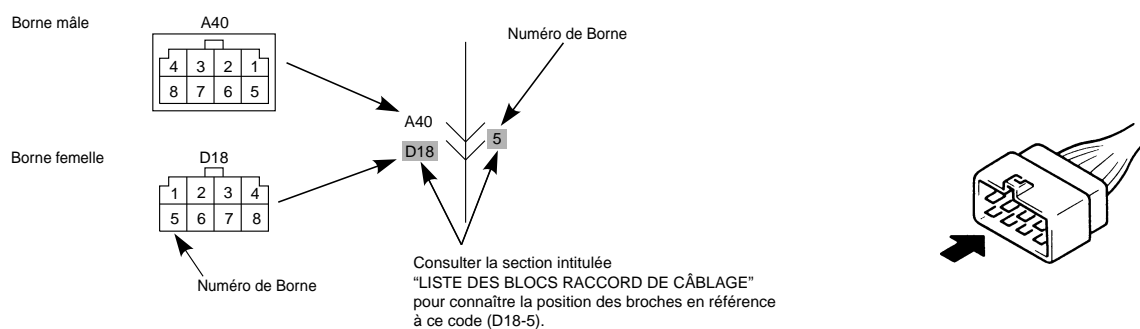 Borne mâle
A40
4 3 2 1
8 7 6 5
Numéro de Borne
A40
5
D18
Borne femelle
D18
1 2 3 4
5 6 7 8
Numéro de Borne
Consulter la section intitulée
“LISTE DES BLOCS RACCORD DE CÂBLAGE”
pour connaître la position des broches en référence
à ce code (D18-5).